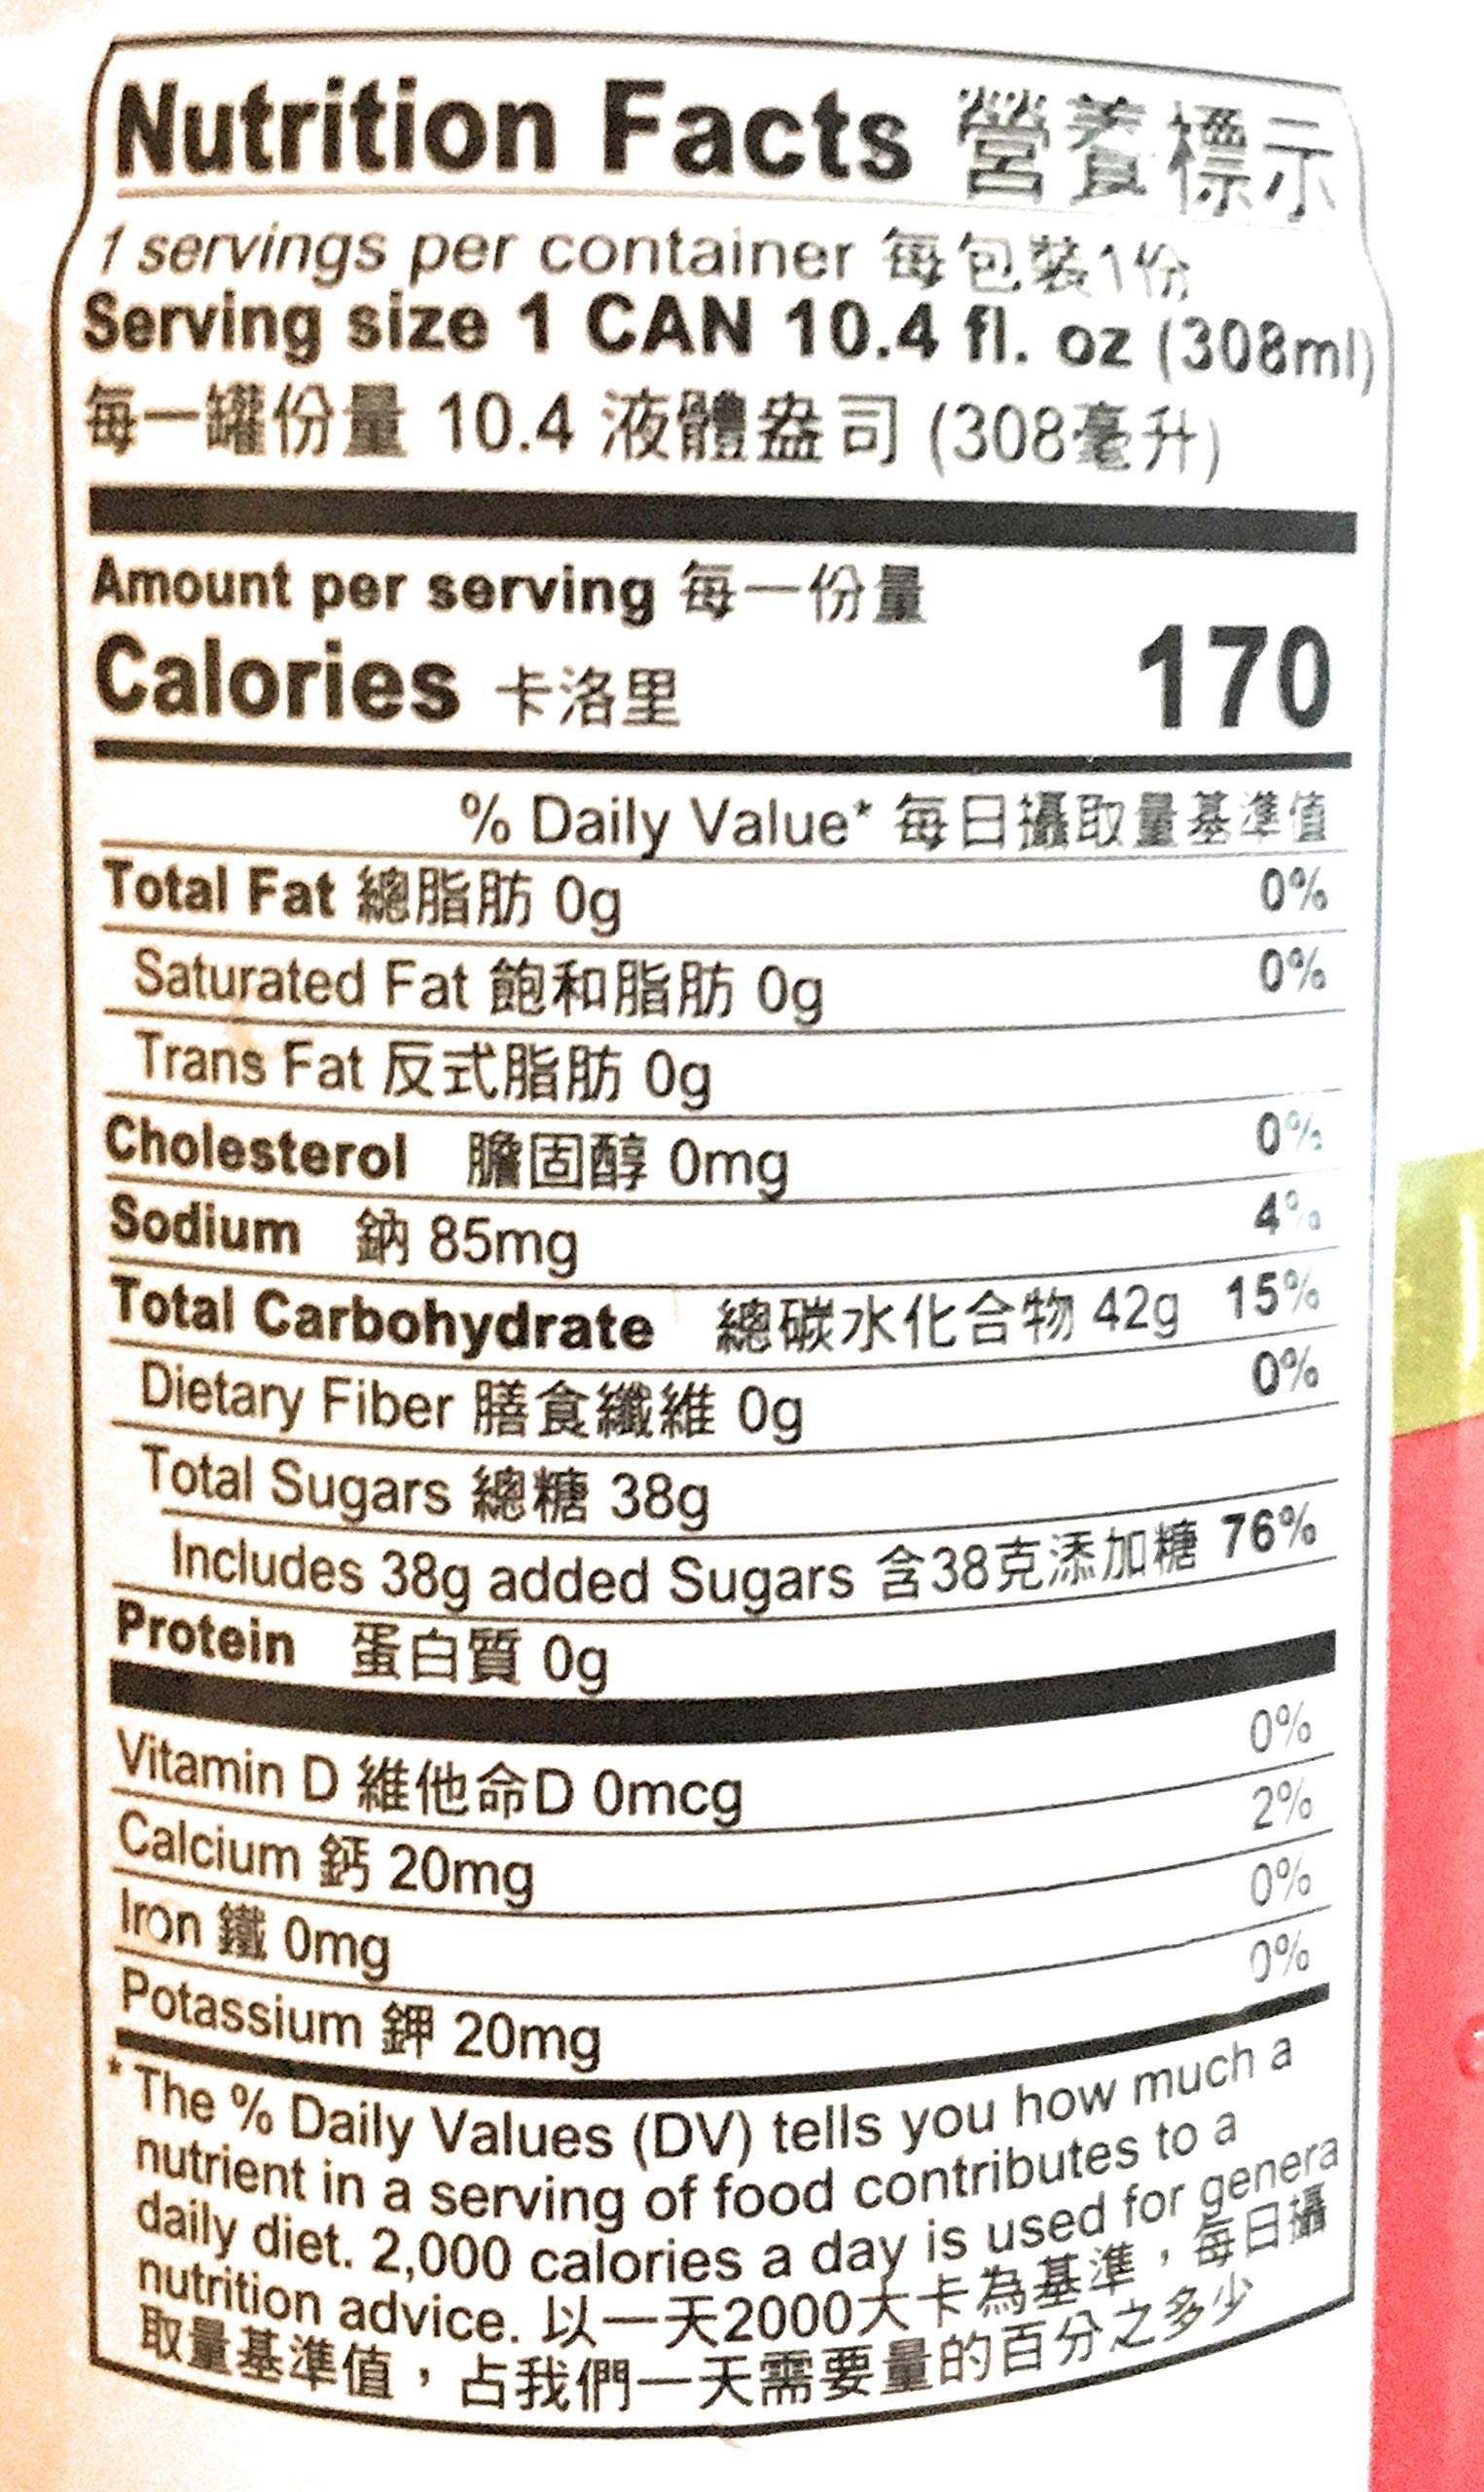 Nutrition Facts 營養標示
1 servings per container 每包裝1份
Serving size 1 CAN 10.4 fl. oz (308ml)
每一罐份量 10.4 液體盎司 (308毫升)
Amount per serving 每一份量
Calories 卡洛里 170
% Daily Value* 每日攝取量基準值
Total Fat 總脂肪 0g 0%
Saturated Fat 飽和脂肪 0g 0%
Trans Fat 反式脂肪 0g
Cholesterol 膽固醇 0mg 0%
Sodium 鈉 85mg 4%
Total Carbohydrate 總碳水化合物 42g 15%
Dietary Fiber 膳食纖維 0g 0%
Total Sugars 總糖 38g
Includes 38g added Sugars 含38克添加糖 76%
Protein 蛋白質 0g
Vitamin D 維他命D 0mcg 0%
Calcium 鈣 20mg 2%
Iron 鐵 0mg 0%
Potassium 鉀 20mg 0%
* The % Daily Values (DV) tells you how much a
nutrient in a serving of food contributes to a
daily diet. 2,000 calories a day is used for genera
nutrition advice. 以一天2000大卡為基準，每日攝
取量基準值，占我們一天需要量的百分之多少